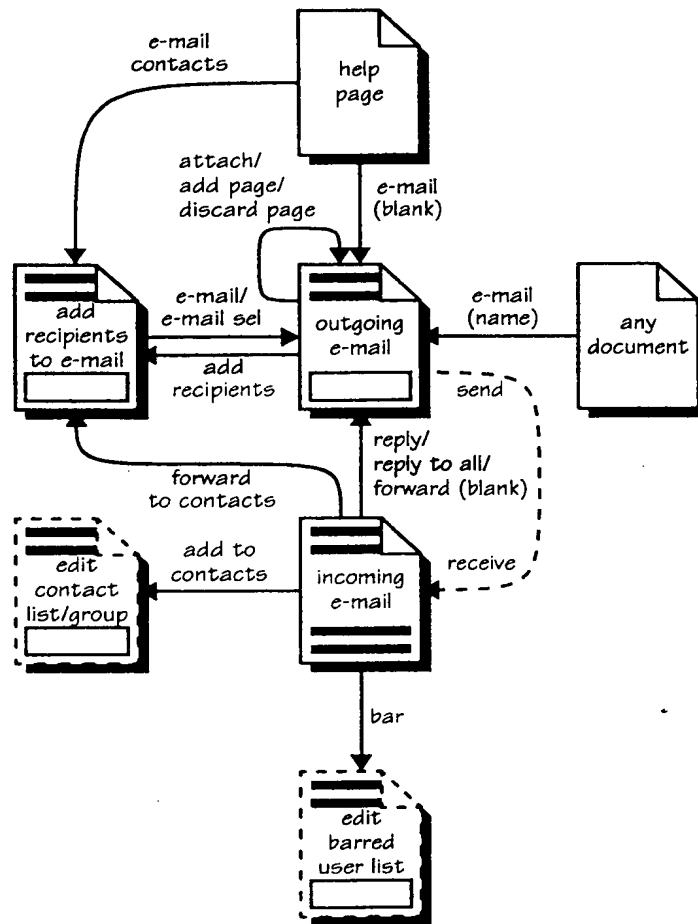 e-mail
contacts
help
page
attach/
add page/
discard page
e-mail
(blank)
add
recipients
to e-mail
e-mail/
e-mail sel
add
recipients
outgoing
e-mail
e-mail
(name)
any
document
send
reply/
reply to all/
forward (blank)
forward
to contacts
receive
edit
contact
list/group
add to
contacts
incoming
e-mail
bar
edit
barred
user list